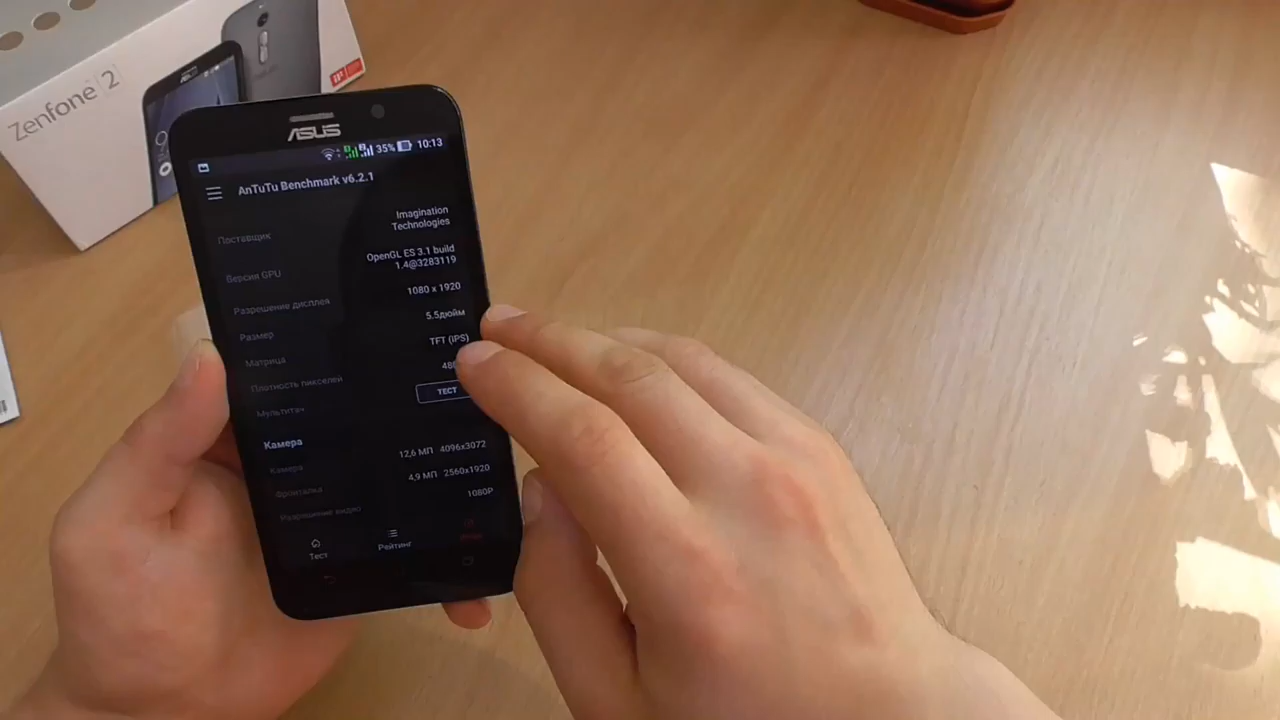 Zenfone 2
ASUS
35% 10:13
AnTuTu Benchmark v6.2.1
Поставщик Imagination Technologies
Версия GPU OpenGL ES 3.1 build 1.4@3283119
Разрешение дисплея 1080 x 1920
Размер 5.5дюйм
Матрица TFT (IPS)
Плотность пикселей 480
Мультитач ТЕСТ
Камера
Камера 12,6 МП 4096x3072
Фронталка 4,9 МП 2560x1920
Разрешение видео 1080P
Тест Рейтинг